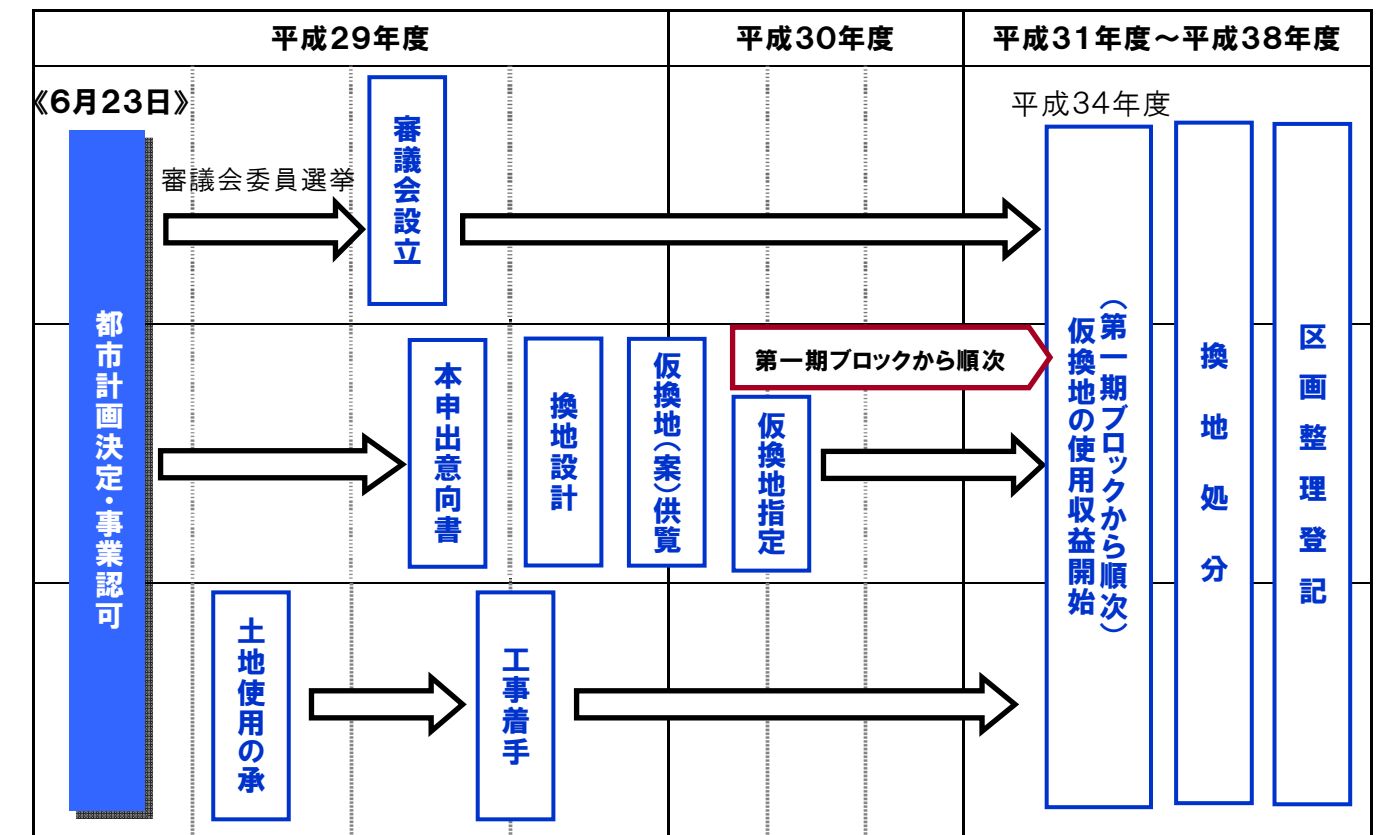 平成29年度
平成30年度
平成31年度～平成38年度
《6月23日》
都市計画決定・事業認可
審議会委員選挙
審議会設立
平成34年度
本申出意向書
換地設計
仮換地（案）供覧
第一期ブロックから順次
仮換地指定
土地使用の承
工事着手
（第一期ブロックから順次）
仮換地の使用収益開始
換地処分
区画整理登記